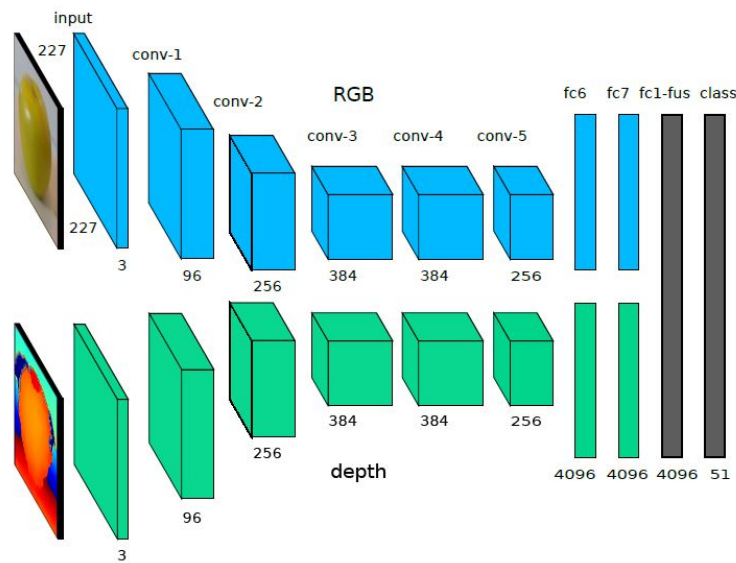 input
227
conv-1
conv-2
RGB
conv-3
conv-4
conv-5
fc6
fc7
fc1-fus
class
227
3
96
256
384
384
256
384
384
256
256
96
3
depth
4096
4096
4096
51